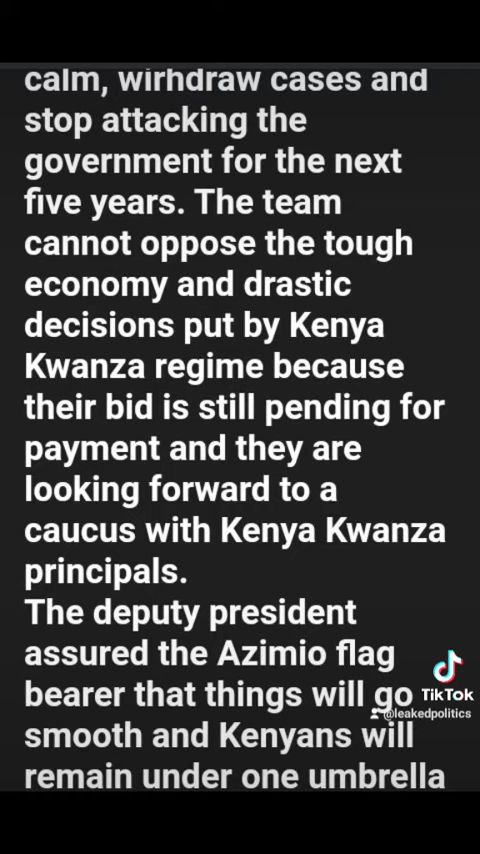 calm, wirhdraw cases and
stop attacking the
government for the next
five years. The team
cannot oppose the tough
economy and drastic
decisions put by Kenya
Kwanza regime because
their bid is still pending for
payment and they are
looking forward to a
caucus with Kenya Kwanza
principals.
The deputy president
assured the Azimio flag
bearer that things will go
smooth and Kenyans will
remain under one umbrella
TikTok
@leakedpolitics